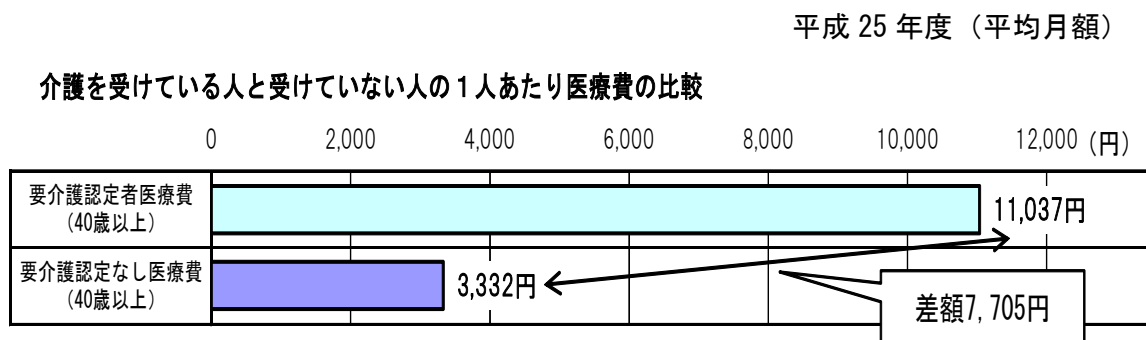 平成 25 年度（平均月額）
介護を受けている人と受けていない人の１人あたり医療費の比較
0 2,000 4,000 6,000 8,000 10,000 12,000 (円)
要介護認定者医療費
（40歳以上）
11,037円
要介護認定なし医療費
（40歳以上）
3,332円
差額7,705円